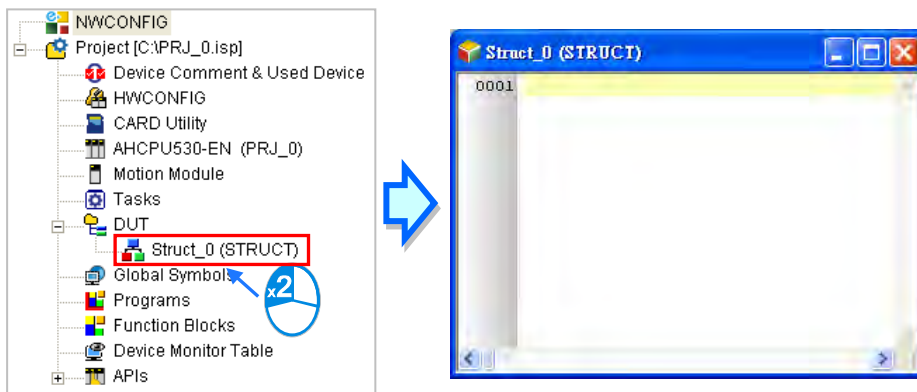 NWCONFIG
Project [C:\PRJ_0.isp]
Device Comment & Used Device
HWCONFIG
CARD Utility
AHCPU530-EN (PRJ_0)
Motion Module
Tasks
DUT
Struct_0 (STRUCT)
Global Symbols
x2
Programs
Function Blocks
Device Monitor Table
APIs
Struct_0 (STRUCT)
0001